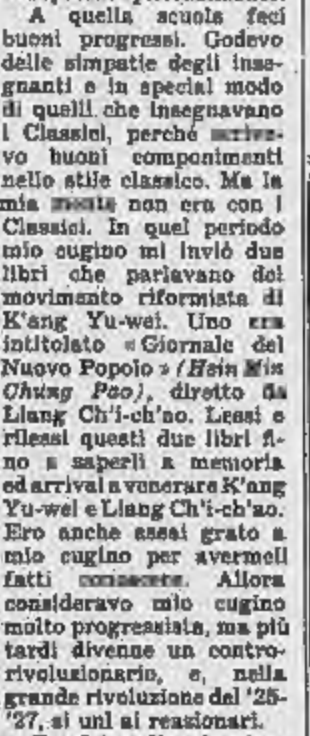 A quella scuola feci
buoni progressi. Godevo
delle simpatie degli inse-
gnanti e in special modo
di quelli che insegnavano
i Classici, perché scrive-
vo buoni componimenti
nello stile classico. Ma la
mia mente non era con i
Classici. In quel periodo
mio cugino mi inviò due
libri che parlavano del
movimento riformista di
K'ang Yu-wei. Uno era
intitolato « Giornale del
Nuovo Popolo » (Hsin Min
Chung Pao), diretto da
Liang Ch'i-ch'ao. Lessi e
rilessi questi due libri fi-
no a saperli a memoria
ed arrivai a venerare K'ang
Yu-wei e Liang Ch'i-ch'ao.
Ero anche assai grato a
mio cugino per avermeli
fatti conoscere. Allora
consideravo mio cugino
molto progressista, ma più
tardi divenne un contro-
rivoluzionario, e, nella
grande rivoluzione del '25-
'27, si unì ai reazionari.